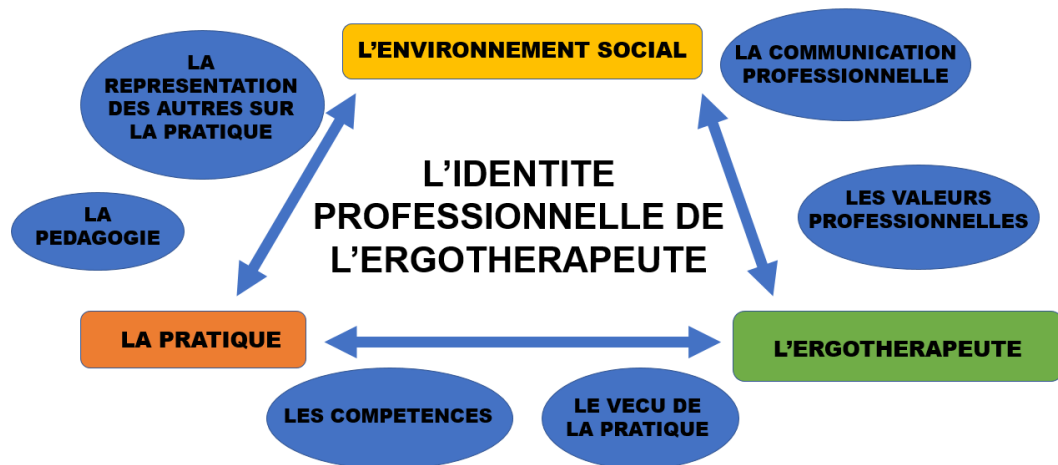 L'ENVIRONNEMENT SOCIAL
LA
REPRESENTATION
DES AUTRES SUR
LA PRATIQUE
LA COMMUNICATION
PROFESSIONNELLE
L'IDENTITE
PROFESSIONNELLE DE
L'ERGOTHERAPEUTE
LA
PEDAGOGIE
LES VALEURS
PROFESSIONNELLES
LA PRATIQUE
L'ERGOTHERAPEUTE
LES COMPETENCES
LE VECU DE
LA PRATIQUE